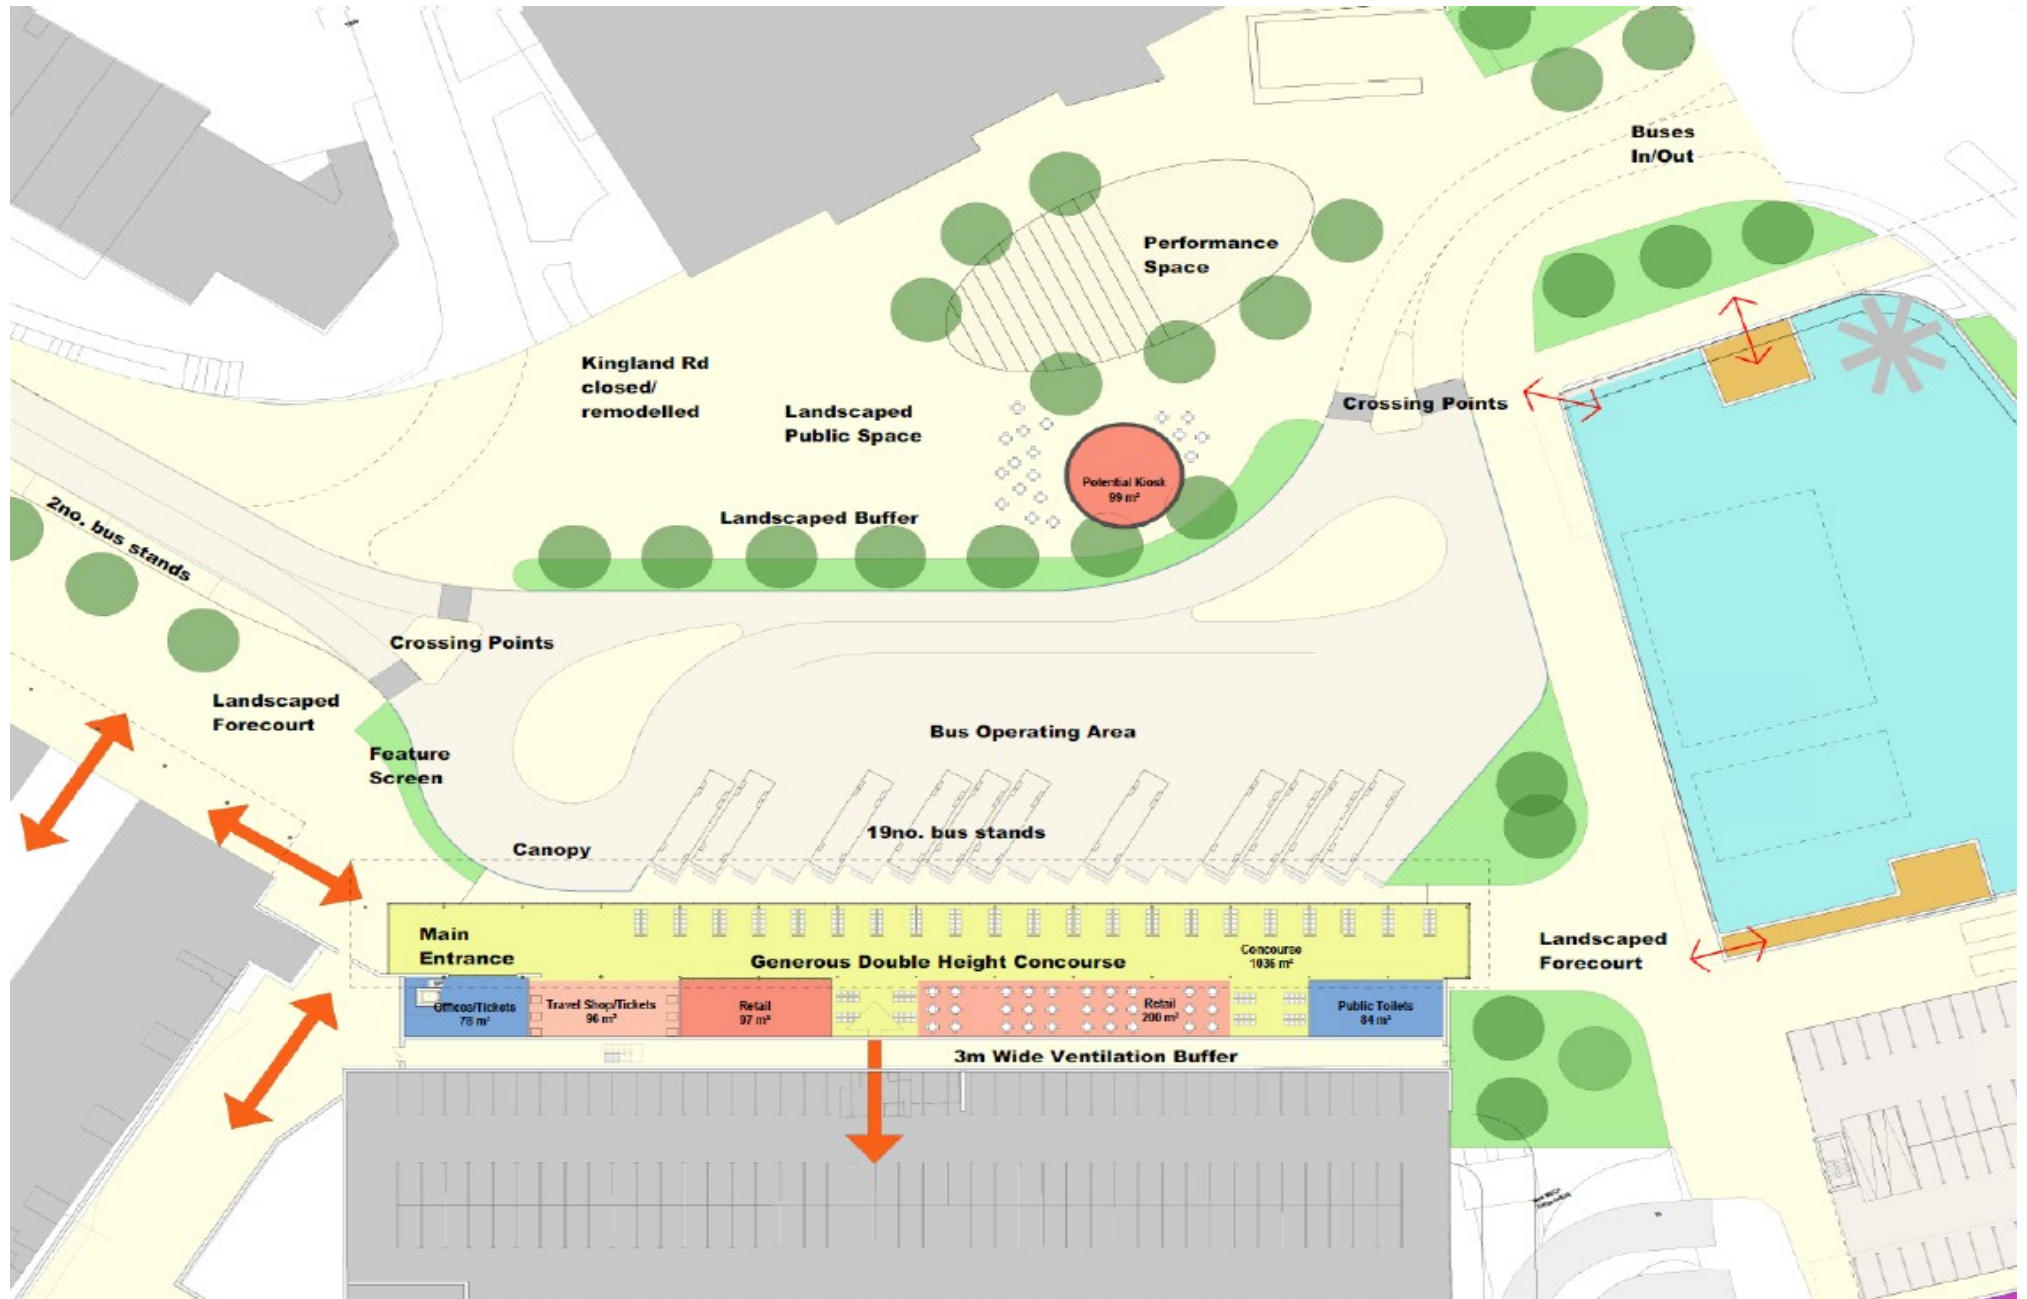 Buses
In/Out
Performance
Space
Kingland Rd
closed/
remodelled
Landscaped
Public Space
Crossing Points
Potential Kiosk
99 m²
Landscaped Buffer
2no. bus stands
Crossing Points
Landscaped
Forecourt
Feature
Screen
Bus Operating Area
19no. bus stands
Canopy
Main
Entrance
Generous Double Height Concourse
Concourse
1036 m²
Landscaped
Forecourt
Offices/Tickets
78 m²
Travel Shop/Tickets
96 m²
Retail
97 m²
Retail
200 m²
Public Toilets
84 m²
3m Wide Ventilation Buffer